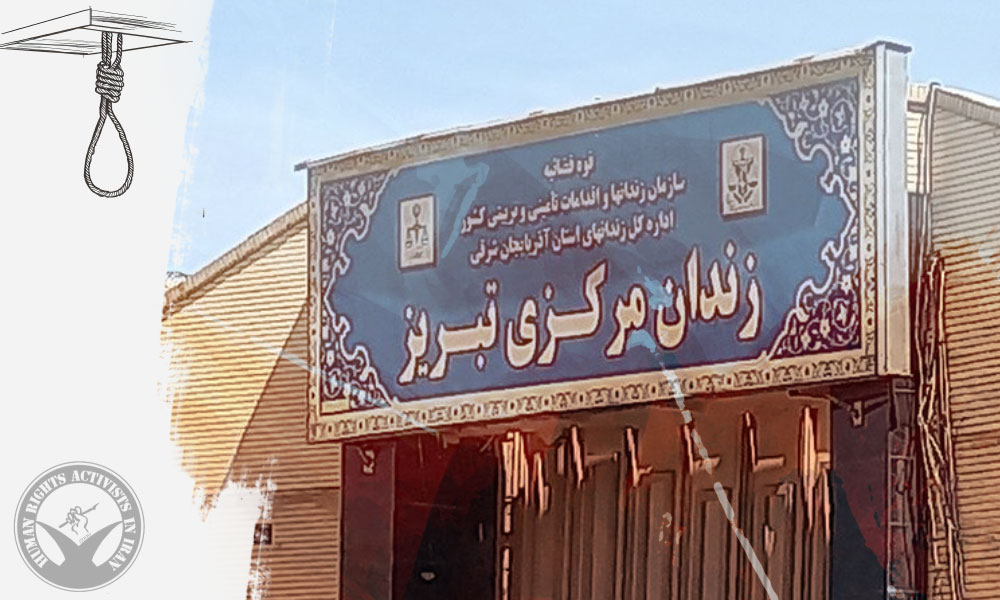 قوه قضائیه
سازمان زندانها و اقدامات تأمینی و تربیتی کشور
اداره کل زندانهای استان آذربایجان شرقی
زندان مرکزی تبریز
HUMAN RIGHTS ACTIVISTS IN IRAN